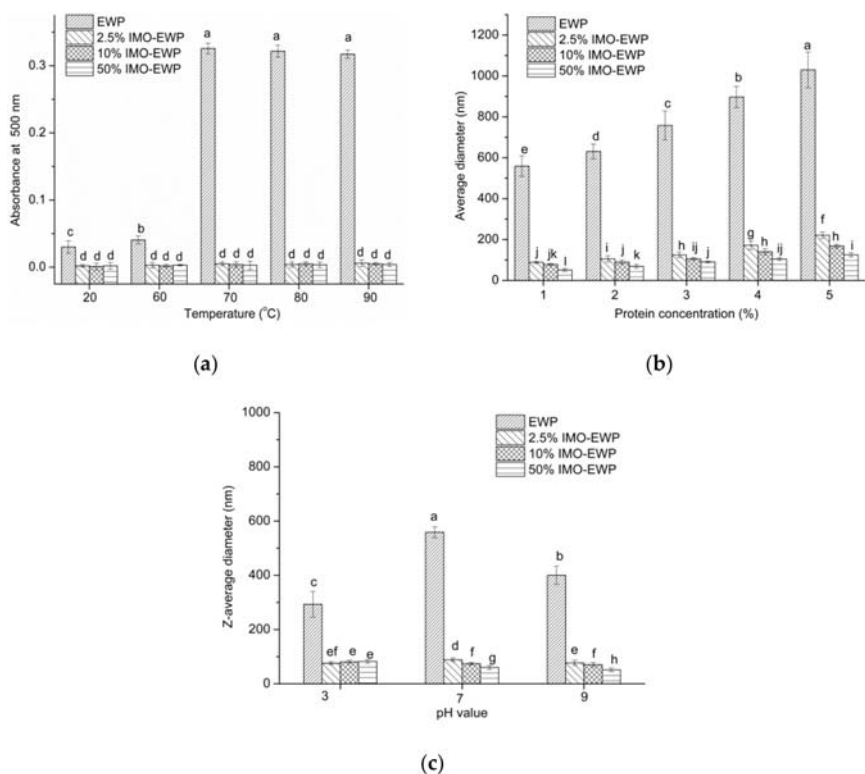 EWP
2.5% IMO-EWP
10% IMO-EWP
50% IMO-EWP
Absorbance at 500 nm
0.3
0.2
0.1
0.0
c d d d
b d d d
a d d d
a d d d
a d d d
20 60 70 80 90
Temperature (°C)
(a)
EWP
2.5% IMO-EWP
10% IMO-EWP
50% IMO-EWP
Average diameter (nm)
1200
1000
800
600
400
200
0
e j jk l
d i j k
c h ij j
b g h ij
a f h i
1 2 3 4 5
Protein concentration (%)
(b)
EWP
2.5% IMO-EWP
10% IMO-EWP
50% IMO-EWP
Z-average diameter (nm)
1000
800
600
400
200
0
c ef e e
a d f g
b e f h
3 7 9
pH value
(c)